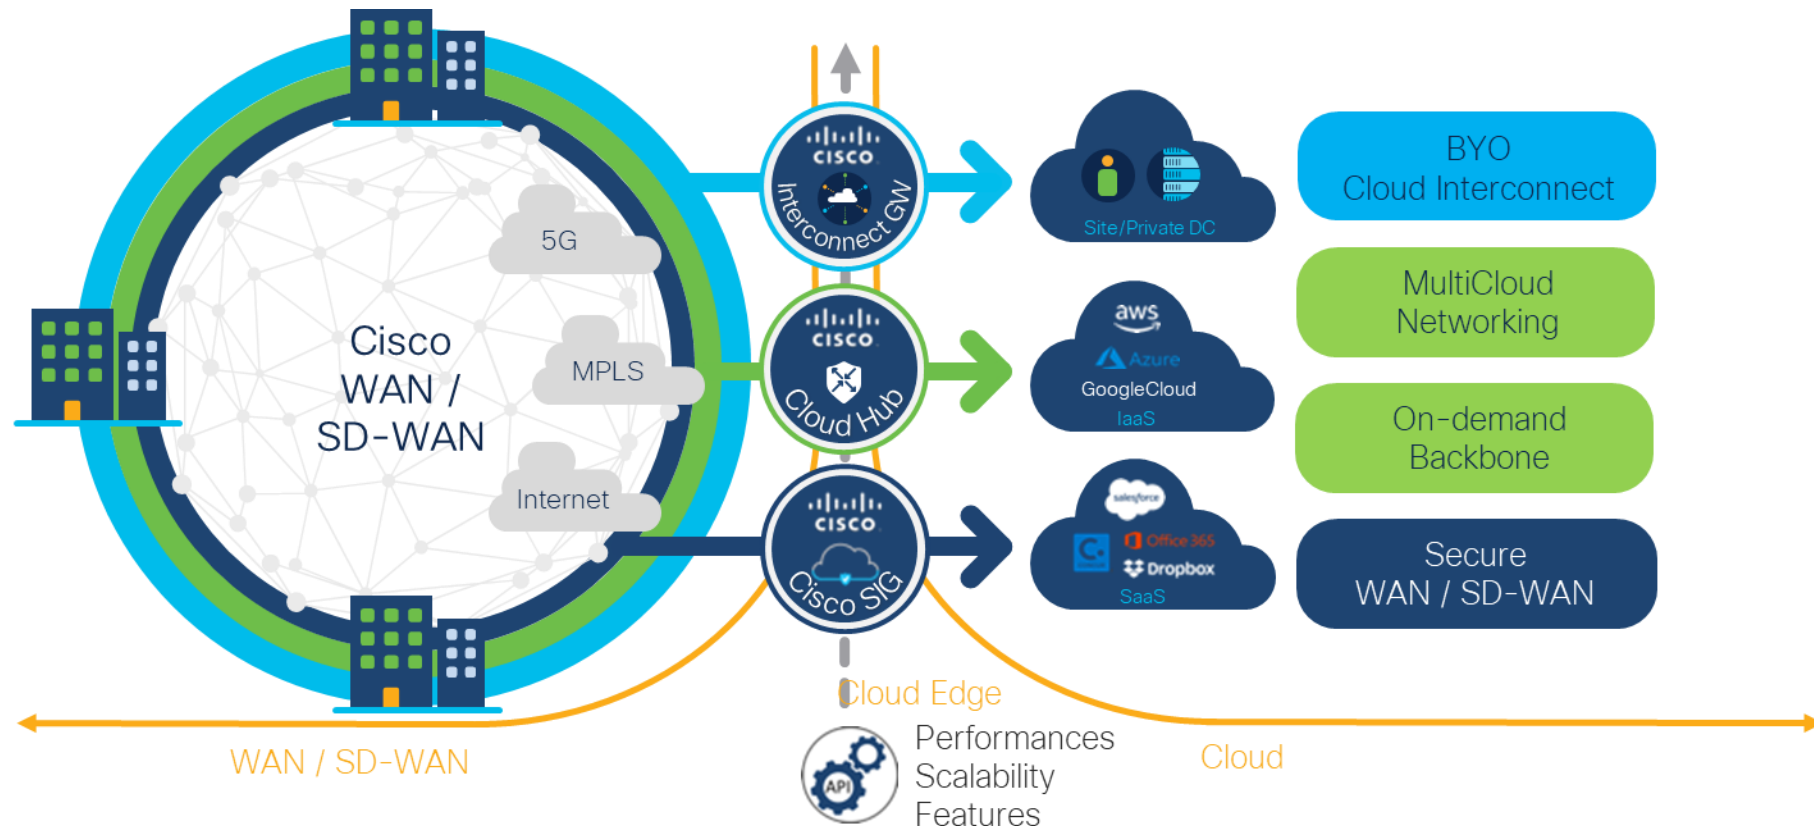 5G
MPLS
Internet
Cisco
WAN /
SD-WAN
CISCO
Interconnect GW
CISCO
Cloud Hub
CISCO
Cisco SIG
Site/Private DC
aws
Azure
GoogleCloud
IaaS
salesforce
Office 365
Dropbox
SaaS
BYO
Cloud Interconnect
MultiCloud
Networking
On-demand
Backbone
Secure
WAN / SD-WAN
WAN / SD-WAN
Cloud Edge
Cloud
API
Performances
Scalability
Features